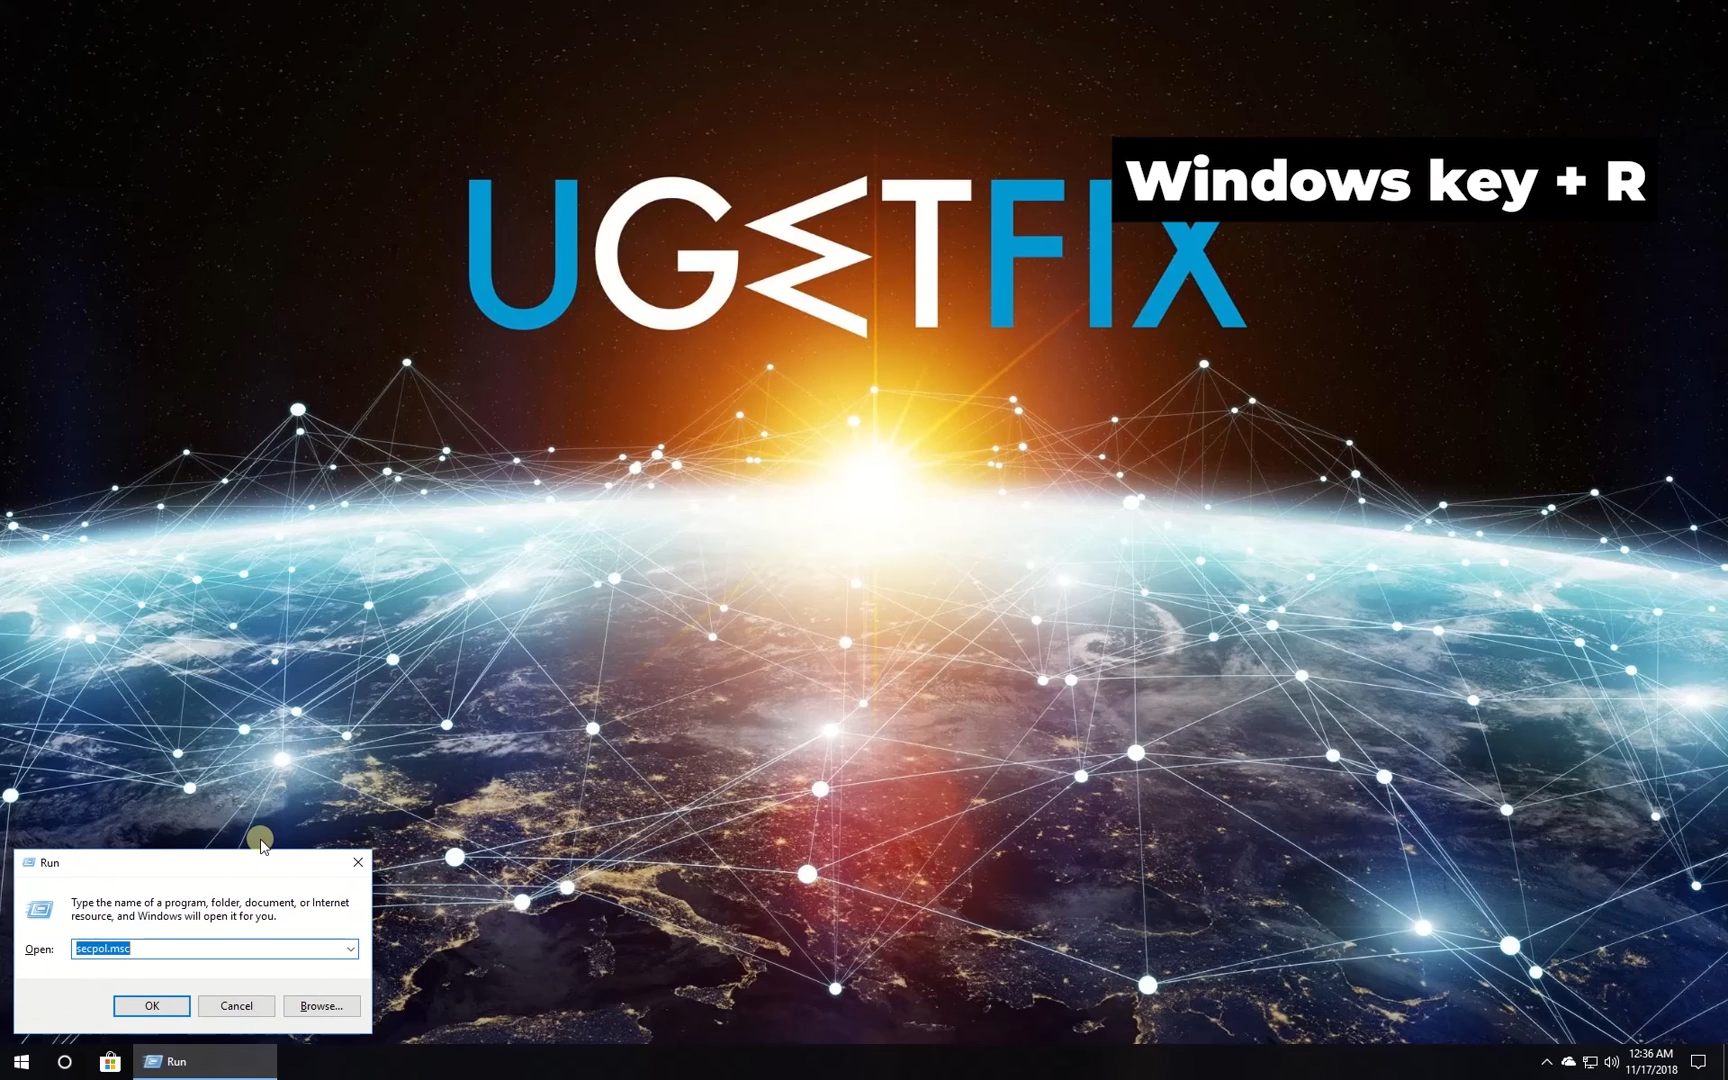 Windows key + R
UGETFIX
Run
Type the name of a program, folder, document, or Internet
resource, and Windows will open it for you.
Open:
secpol.msc
OK
Cancel
Browse...
Run
12:36 AM
11/17/2018